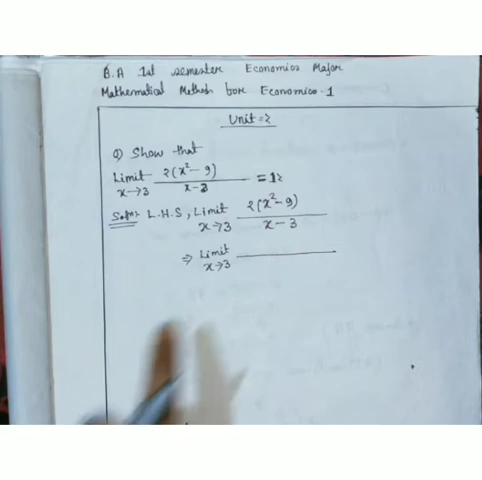 B.A 1st semester Economics Major
Mathematical Methods for Economics-1
Unit=2
Q) Show that
Limit x→3 2(x²-9) / x-3 = 12
Soln: L.H.S, Limit x→3 2(x²-9) / x-3
⇒ Limit x→3